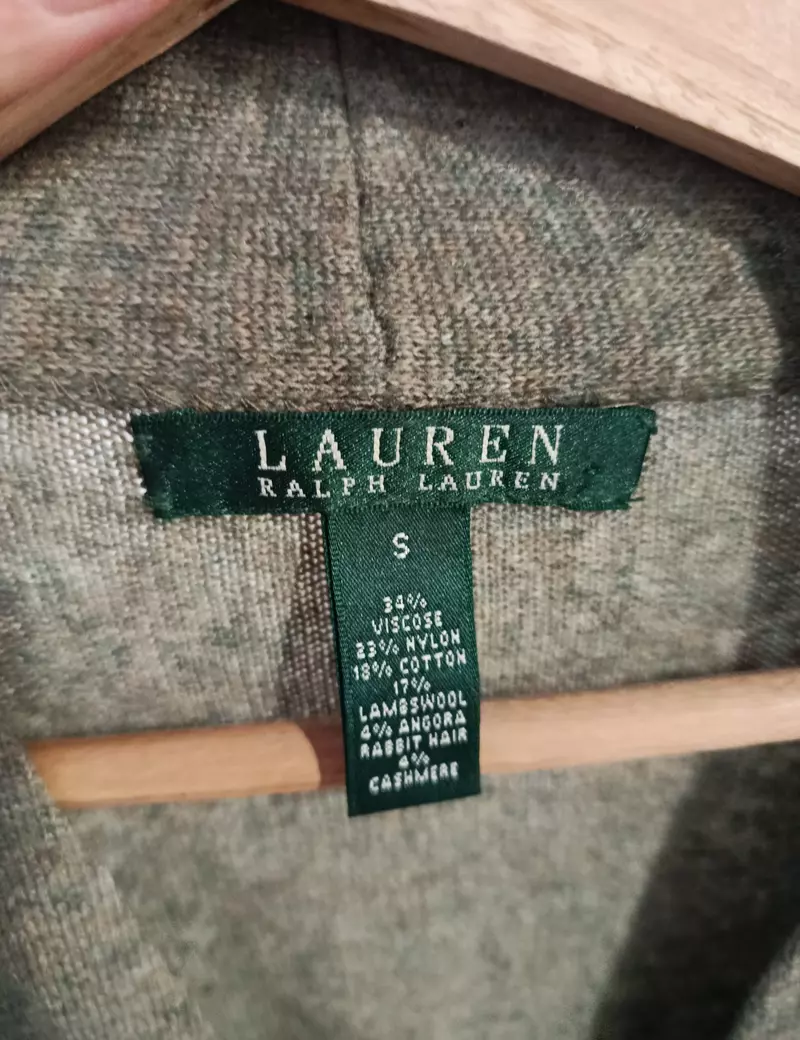 LAUREN
RALPH LAUREN
S
34%
VISCOSE
23% NYLON
18% COTTON
17%
LAMBSWOOL
4% ANGORA
RABBIT HAIR
4%
CASHMERE